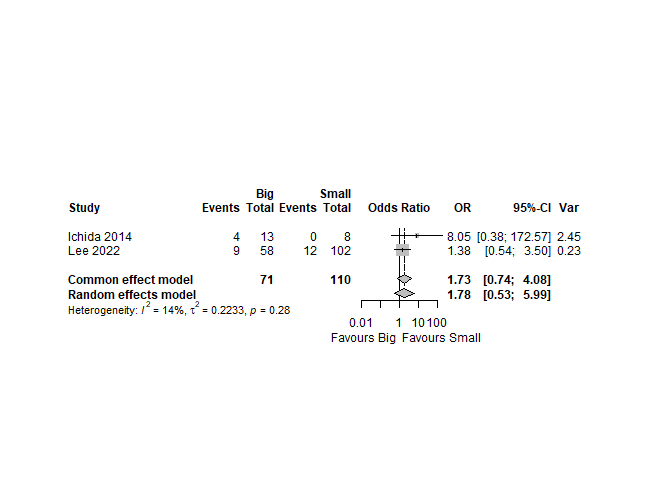 Big Small
Study Events Total Events Total Odds Ratio OR 95%-CI Var
Ichida 2014 4 13 0 8 8.05 [0.38; 172.57] 2.45
Lee 2022 9 58 12 102 1.38 [0.54; 3.50] 0.23
Common effect model 71 110 1.73 [0.74; 4.08]
Random effects model 1.78 [0.53; 5.99]
Heterogeneity: I² = 14%, τ² = 0.2233, p = 0.28
0.01 1 10 100
Favours Big Favours Small